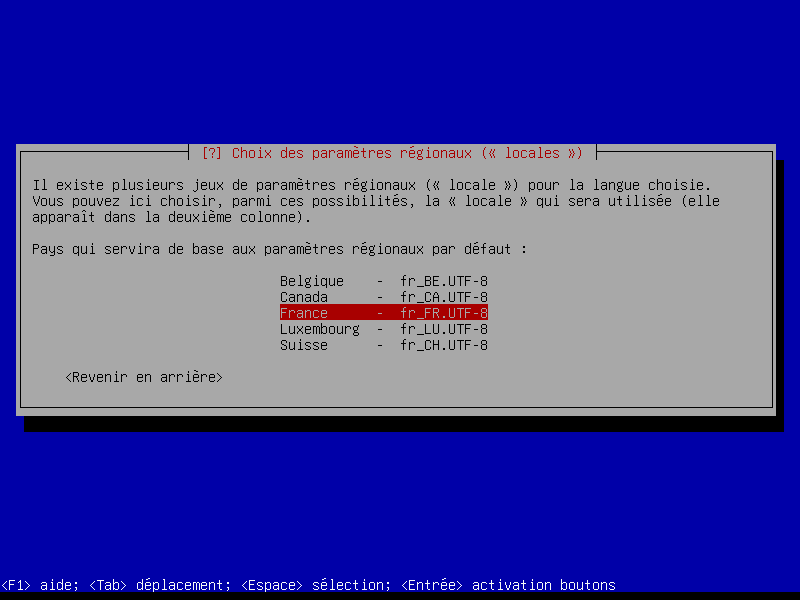 [?] Choix des paramètres régionaux (« locales »)
Il existe plusieurs jeux de paramètres régionaux (« locale ») pour la langue choisie.
Vous pouvez ici choisir, parmi ces possibilités, la « locale » qui sera utilisée (elle
apparaît dans la deuxième colonne).
Pays qui servira de base aux paramètres régionaux par défaut :
Belgique - fr_BE.UTF-8
Canada - fr_CA.UTF-8
France - fr_FR.UTF-8
Luxembourg - fr_LU.UTF-8
Suisse - fr_CH.UTF-8
<Revenir en arrière>
<F1> aide; <Tab> déplacement; <Espace> sélection; <Entrée> activation boutons